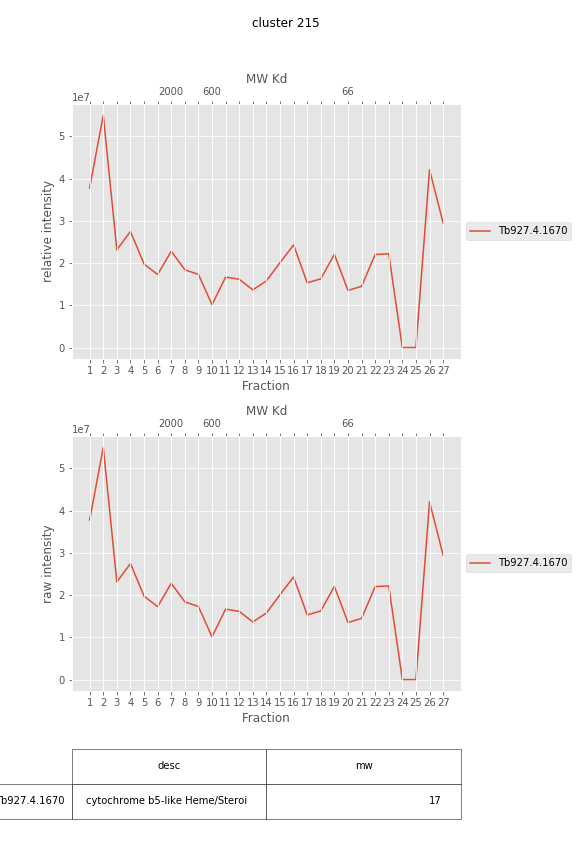 cluster 215
MW Kd
2000 600 66
1e7
5
4
3
2
1
0
relative intensity
1 2 3 4 5 6 7 8 9 10 11 12 13 14 15 16 17 18 19 20 21 22 23 24 25 26 27
Fraction
Tb927.4.1670
MW Kd
2000 600 66
1e7
5
4
3
2
1
0
raw intensity
1 2 3 4 5 6 7 8 9 10 11 12 13 14 15 16 17 18 19 20 21 22 23 24 25 26 27
Fraction
Tb927.4.1670
desc mw
b927.4.1670 cytochrome b5-like Heme/Steroi 17